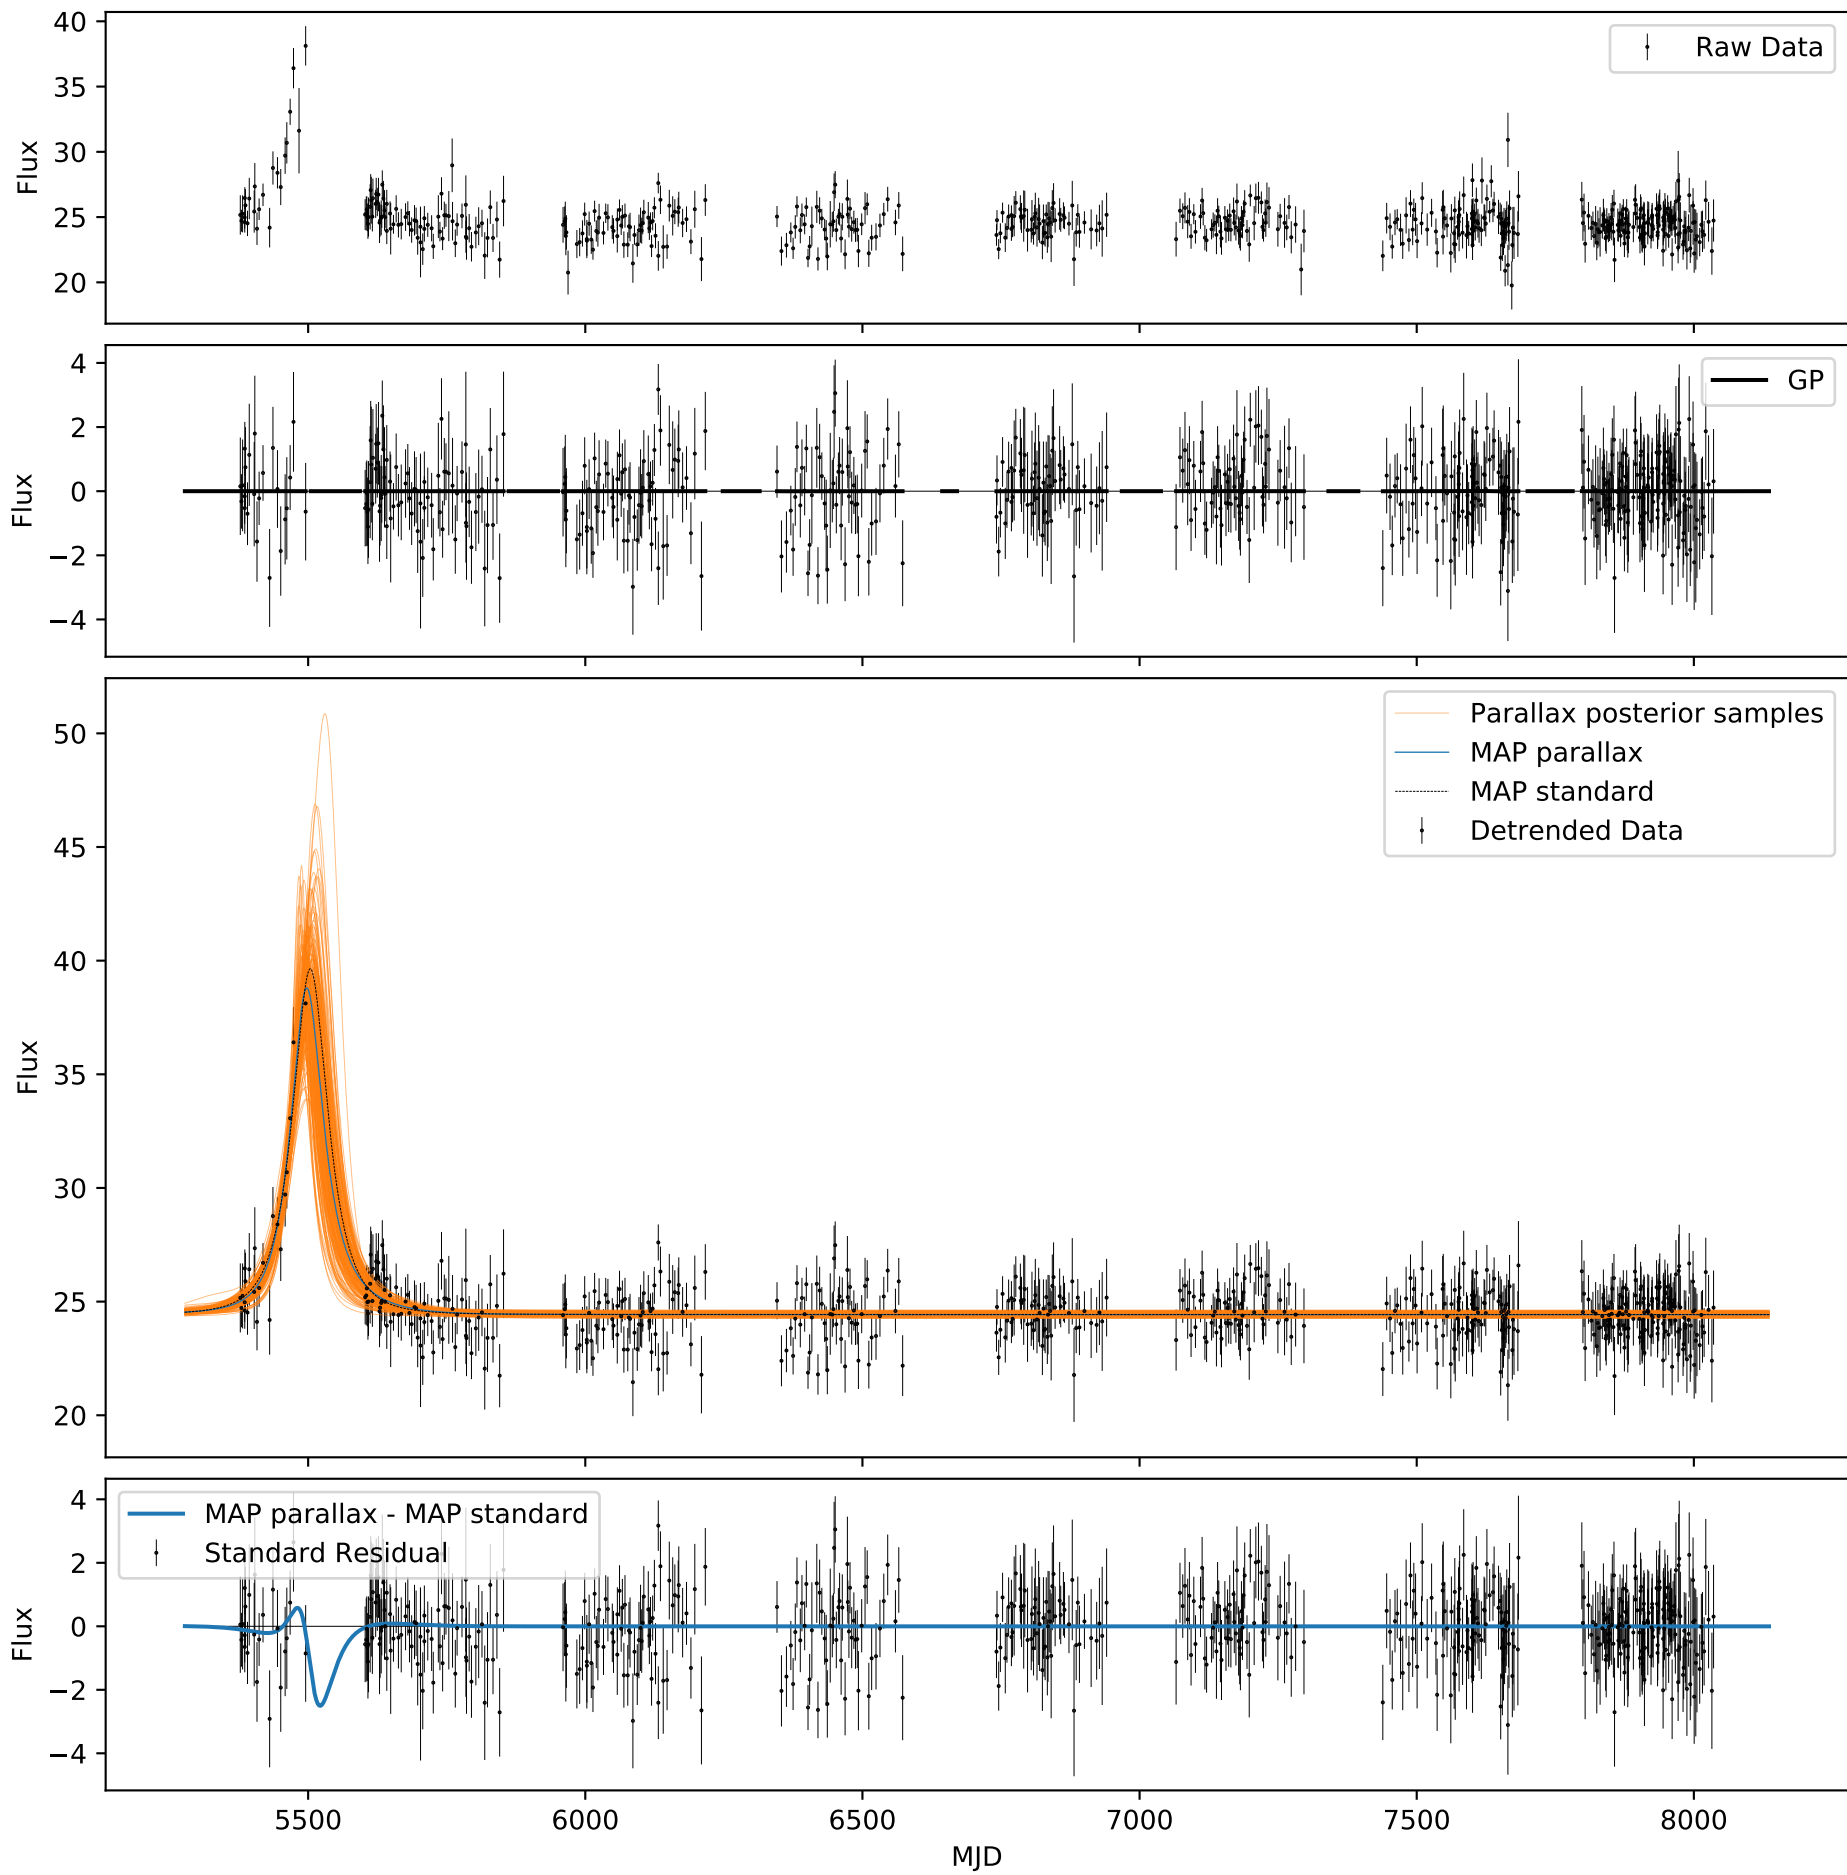 40
35
30
25
20
Flux
Raw Data
4
2
0
−2
−4
Flux
GP
50
45
40
35
30
25
20
Flux
Parallax posterior samples
MAP parallax
MAP standard
Detrended Data
4
2
0
−2
−4
Flux
MAP parallax - MAP standard
Standard Residual
5500 6000 6500 7000 7500 8000
MJD